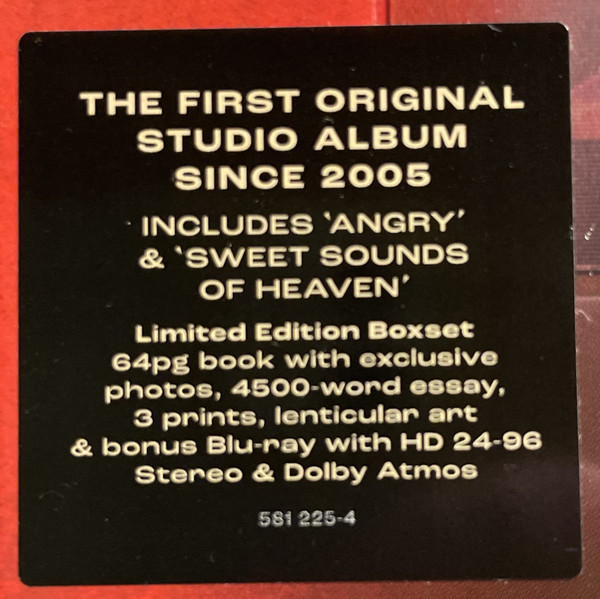 THE FIRST ORIGINAL
STUDIO ALBUM
SINCE 2005
INCLUDES ‘ANGRY’
& ‘SWEET SOUNDS
OF HEAVEN’
Limited Edition Boxset
64pg book with exclusive
photos, 4500-word essay,
3 prints, lenticular art
& bonus Blu-ray with HD 24-96
Stereo & Dolby Atmos
581 225-4